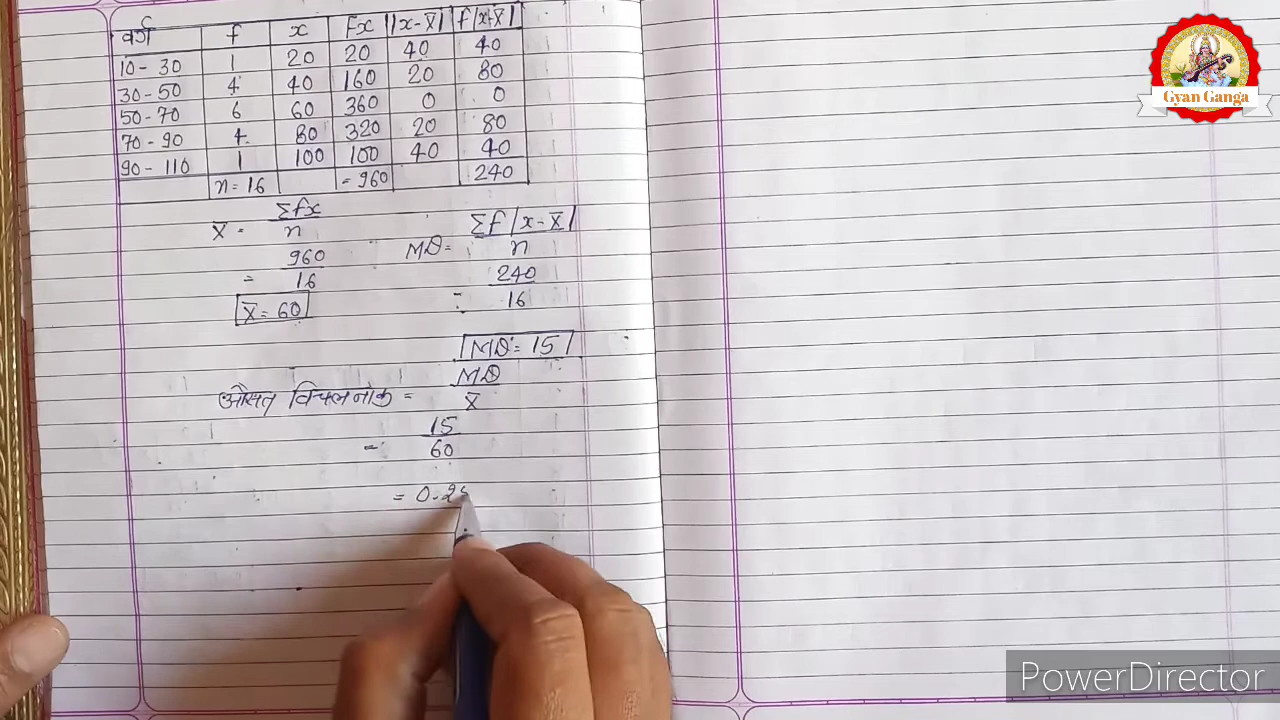 वर्ग f x Fx |x-x̄| f|x-x̄|
10-30 1 20 20 40 40
30-50 4 40 160 20 80
50-70 6 60 360 0 0
70-90 4 80 320 20 80
90-110 1 100 100 40 40
n=16 =960 240
x̄ = Σfx / n
MD = Σf|x-x̄| / n
= 960 / 16
= 240 / 16
x̄ = 60
MD = 15
औसत विचलनांक = MD / x̄
= 15 / 60
= 0.25
Gyan Ganga
PowerDirector